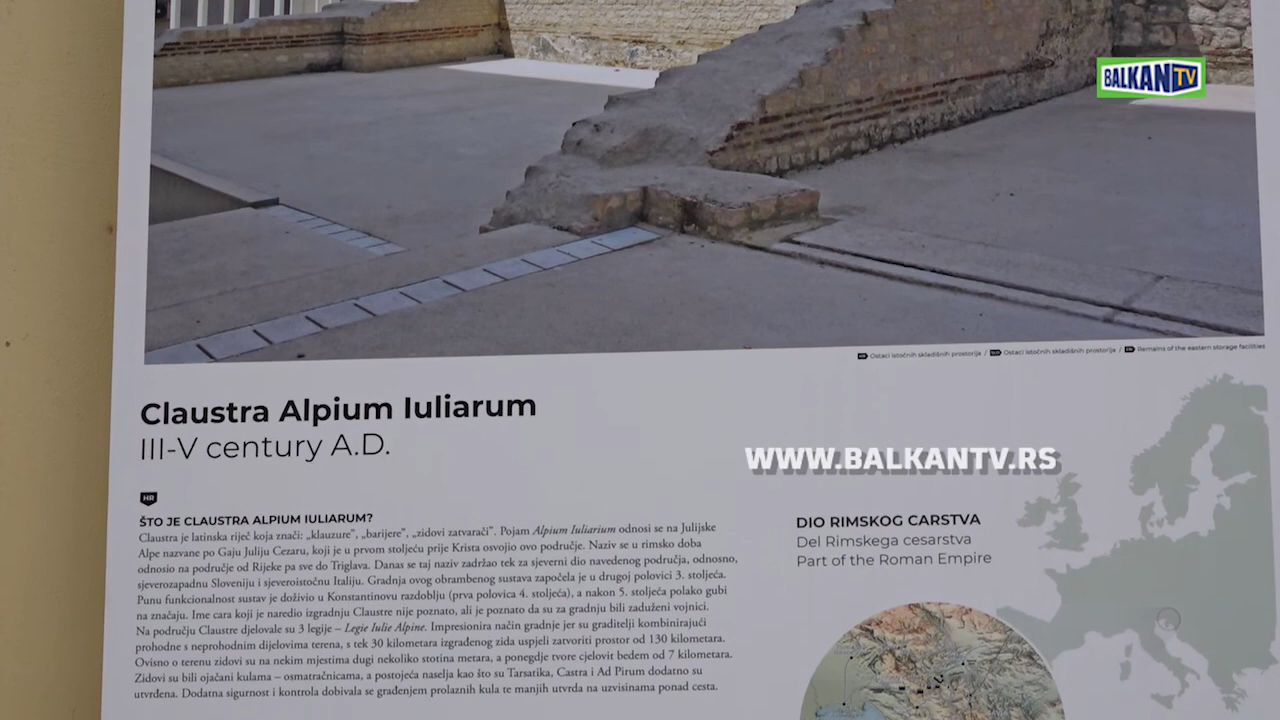 BALKAN TV
HR Ostaci istočnih skladišnih prostorija / SLO Ostaci istočnih skladišnih prostorija / EN Remains of the eastern storage facilities
Claustra Alpium Iuliarum
III-V century A.D.
WWW.BALKANTV.RS
HR
ŠTO JE CLAUSTRA ALPIUM IULIARUM?
Claustra je latinska riječ koja znači: „klauzure”, „barijere”, „zidovi zatvarači”. Pojam Alpium Iuliarium odnosi se na Julijske
Alpe nazvane po Gaju Juliju Cezaru, koji je u prvom stoljeću prije Krista osvojio ovo područje. Naziv se u rimsko doba
odnosio na područje od Rijeke pa sve do Triglava. Danas se taj naziv zadržao tek za sjeverni dio navedenog područja, odnosno,
sjeverozapadnu Sloveniju i sjeveroistočnu Italiju. Gradnja ovog obrambenog sustava započela je u drugoj polovici 3. stoljeća.
Punu funkcionalnost sustav je doživio u Konstantinovu razdoblju (prva polovica 4. stoljeća), a nakon 5. stoljeća polako gubi
na značaju. Ime cara koji je naredio izgradnju Claustre nije poznato, ali je poznato da su za gradnju bili zaduženi vojnici.
Na području Claustre djelovale su 3 legije – Legie Iulie Alpine. Impresionira način gradnje jer su graditelji kombinirajući
prohodne s neprohodnim dijelovima terena, s tek 30 kilometara izgrađenog zida uspjeli zatvoriti prostor od 130 kilometara.
Ovisno o terenu zidovi su na nekim mjestima dugi nekoliko stotina metara, a ponegdje tvore cjelovit bedem od 7 kilometara.
Zidovi su bili ojačani kulama – osmatračnicama, a postojeća naselja kao što su Tarsatika, Castra i Ad Pirum dodatno su
utvrđena. Dodatna sigurnost i kontrola dobivala se građenjem prolaznih kula te manjih utvrda na uzvisinama ponad cesta.
DIO RIMSKOG CARSTVA
Del Rimskega cesarstva
Part of the Roman Empire